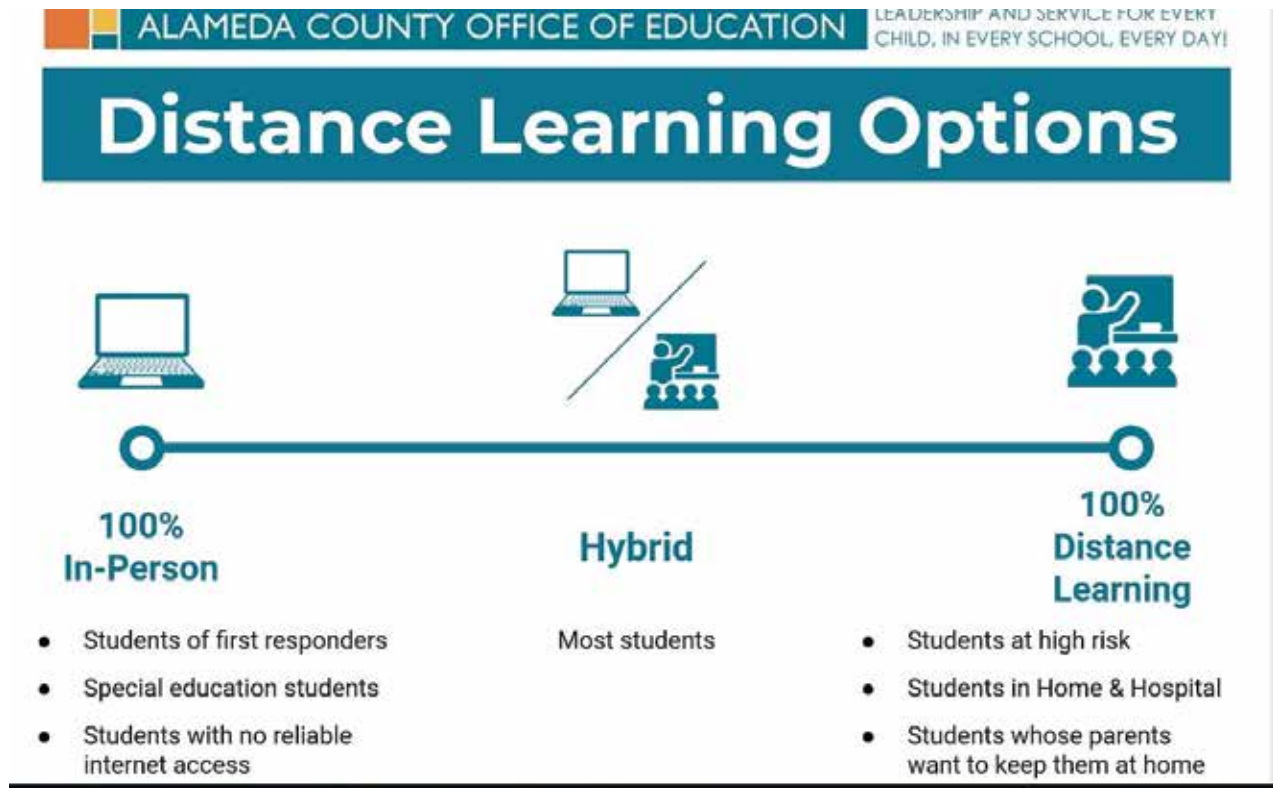 ALAMEDA COUNTY OFFICE OF EDUCATION
LEADERSHIP AND SERVICE FOR EVERY
CHILD, IN EVERY SCHOOL, EVERY DAY!
Distance Learning Options
100%
In-Person
● Students of first responders
● Special education students
● Students with no reliable
internet access
Hybrid
Most students
100%
Distance
Learning
● Students at high risk
● Students in Home & Hospital
● Students whose parents
want to keep them at home